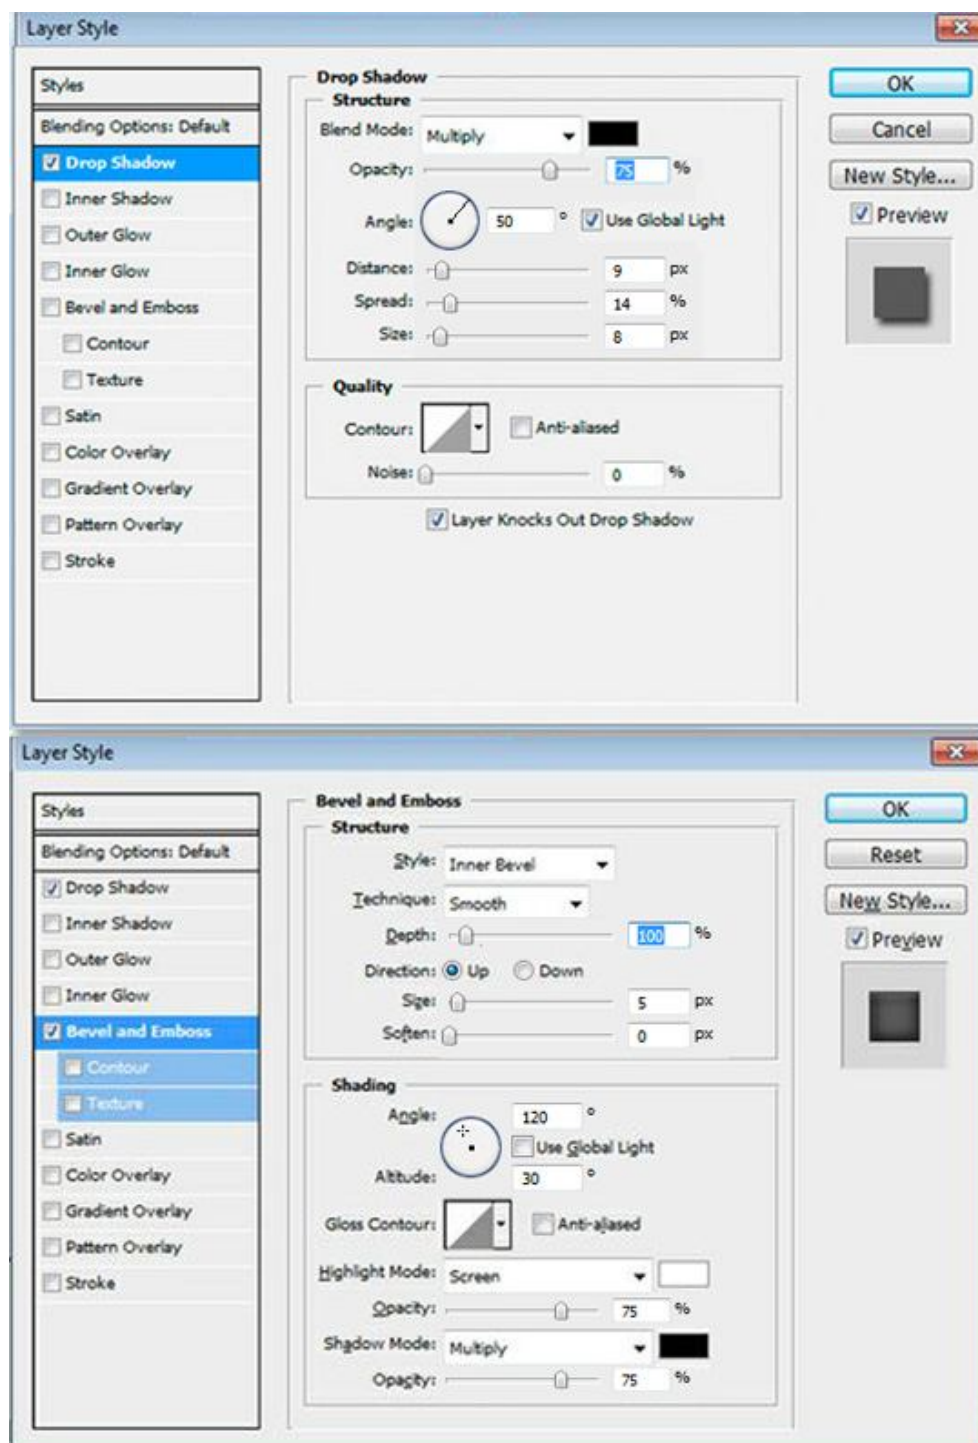 Layer Style
Styles
Blending Options: Default
Drop Shadow
Inner Shadow
Outer Glow
Inner Glow
Bevel and Emboss
Contour
Texture
Satin
Color Overlay
Gradient Overlay
Pattern Overlay
Stroke
Drop Shadow
Structure
Blend Mode: Multiply
Opacity: 75 %
Angle: 50 ° Use Global Light
Distance: 9 px
Spread: 14 %
Size: 8 px
Quality
Contour: Anti-aliased
Noise: 0 %
Layer Knocks Out Drop Shadow
OK
Cancel
New Style...
Preview
Layer Style
Styles
Blending Options: Default
Drop Shadow
Inner Shadow
Outer Glow
Inner Glow
Bevel and Emboss
Contour
Texture
Satin
Color Overlay
Gradient Overlay
Pattern Overlay
Stroke
Bevel and Emboss
Structure
Style: Inner Bevel
Technique: Smooth
Depth: 100 %
Direction: Up Down
Size: 5 px
Soften: 0 px
Shading
Angle: 120 °
Use Global Light
Altitude: 30 °
Gloss Contour: Anti-aliased
Highlight Mode: Screen
Opacity: 75 %
Shadow Mode: Multiply
Opacity: 75 %
OK
Reset
New Style...
Preview